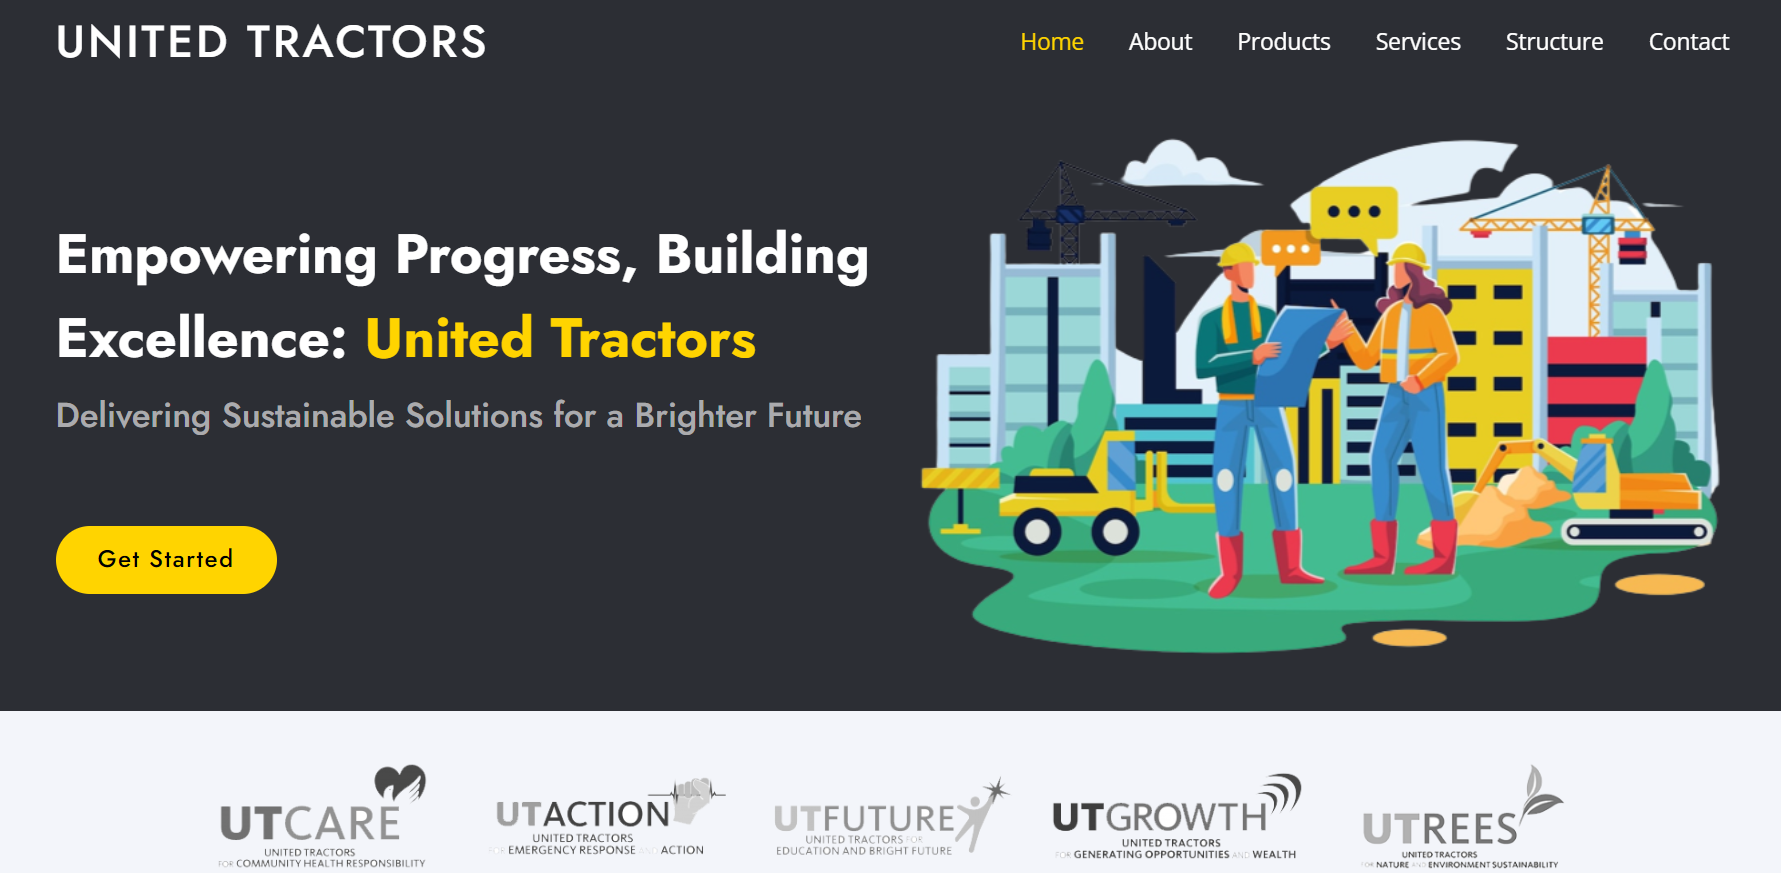 UNITED TRACTORS
Home About Products Services Structure Contact
Empowering Progress, Building
Excellence: United Tractors
Delivering Sustainable Solutions for a Brighter Future
Get Started
UTCARE
UNITED TRACTORS
FOR COMMUNITY HEALTH RESPONSIBILITY
UTACTION
UNITED TRACTORS
FOR EMERGENCY RESPONSE AND ACTION
UTFUTURE
UNITED TRACTORS FOR
EDUCATION AND BRIGHT FUTURE
UTGROWTH
UNITED TRACTORS
FOR GENERATING OPPORTUNITIES AND WEALTH
UTREES
UNITED TRACTORS
FOR NATURE AND ENVIRONMENT SUSTAINABILITY